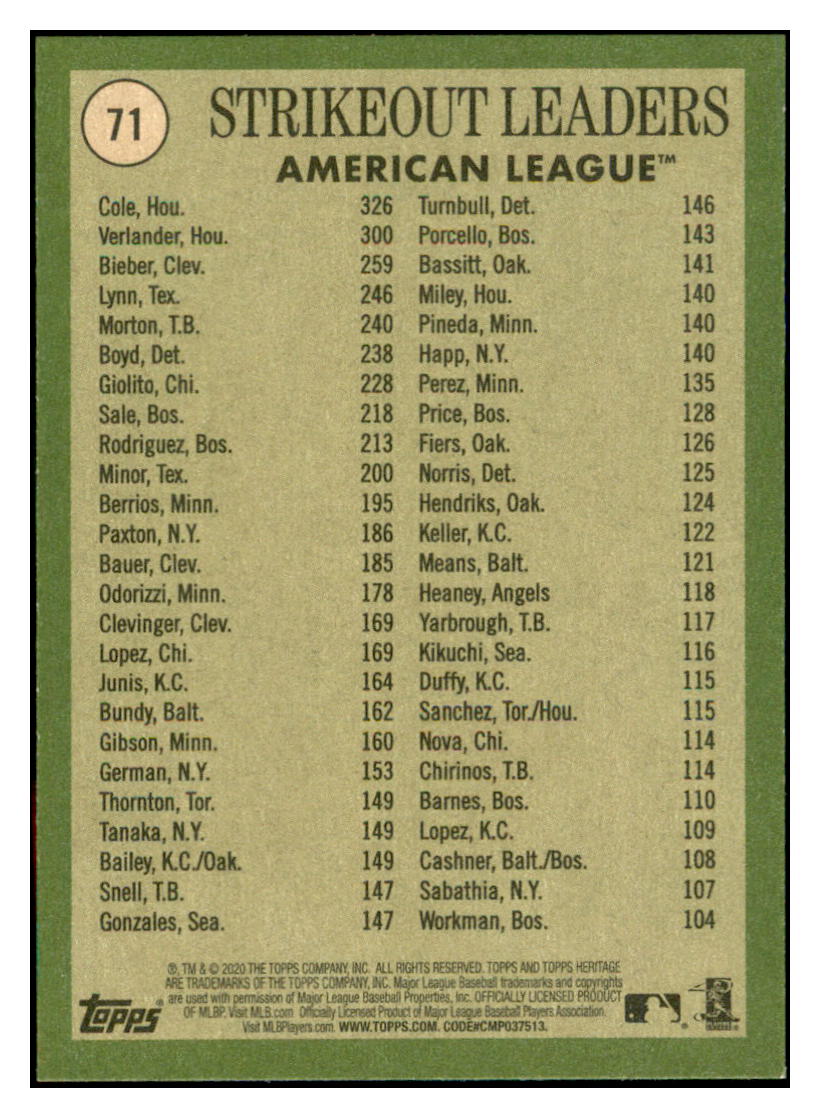 71
STRIKEOUT LEADERS
AMERICAN LEAGUE™
Cole, Hou. 326
Verlander, Hou. 300
Bieber, Clev. 259
Lynn, Tex. 246
Morton, T.B. 240
Boyd, Det. 238
Giolito, Chi. 228
Sale, Bos. 218
Rodriguez, Bos. 213
Minor, Tex. 200
Berrios, Minn. 195
Paxton, N.Y. 186
Bauer, Clev. 185
Odorizzi, Minn. 178
Clevinger, Clev. 169
Lopez, Chi. 169
Junis, K.C. 164
Bundy, Balt. 162
Gibson, Minn. 160
German, N.Y. 153
Thornton, Tor. 149
Tanaka, N.Y. 149
Bailey, K.C./Oak. 149
Snell, T.B. 147
Gonzales, Sea. 147
Turnbull, Det. 146
Porcello, Bos. 143
Bassitt, Oak. 141
Miley, Hou. 140
Pineda, Minn. 140
Happ, N.Y. 140
Perez, Minn. 135
Price, Bos. 128
Fiers, Oak. 126
Norris, Det. 125
Hendriks, Oak. 124
Keller, K.C. 122
Means, Balt. 121
Heaney, Angels 118
Yarbrough, T.B. 117
Kikuchi, Sea. 116
Duffy, K.C. 115
Sanchez, Tor./Hou. 115
Nova, Chi. 114
Chirinos, T.B. 114
Barnes, Bos. 110
Lopez, K.C. 109
Cashner, Balt./Bos. 108
Sabathia, N.Y. 107
Workman, Bos. 104
®, TM & © 2020 THE TOPPS COMPANY, INC. ALL RIGHTS RESERVED. TOPPS AND TOPPS HERITAGE
ARE TRADEMARKS OF THE TOPPS COMPANY, INC. Major League Baseball trademarks and copyrights
are used with permission of Major League Baseball Properties, Inc. OFFICIALLY LICENSED PRODUCT
OF MLBP. Visit MLB.com Officially Licensed Product of Major League Baseball Players Association.
Visit MLBPlayers.com. WWW.TOPPS.COM. CODE#CMP037513.
Topps®